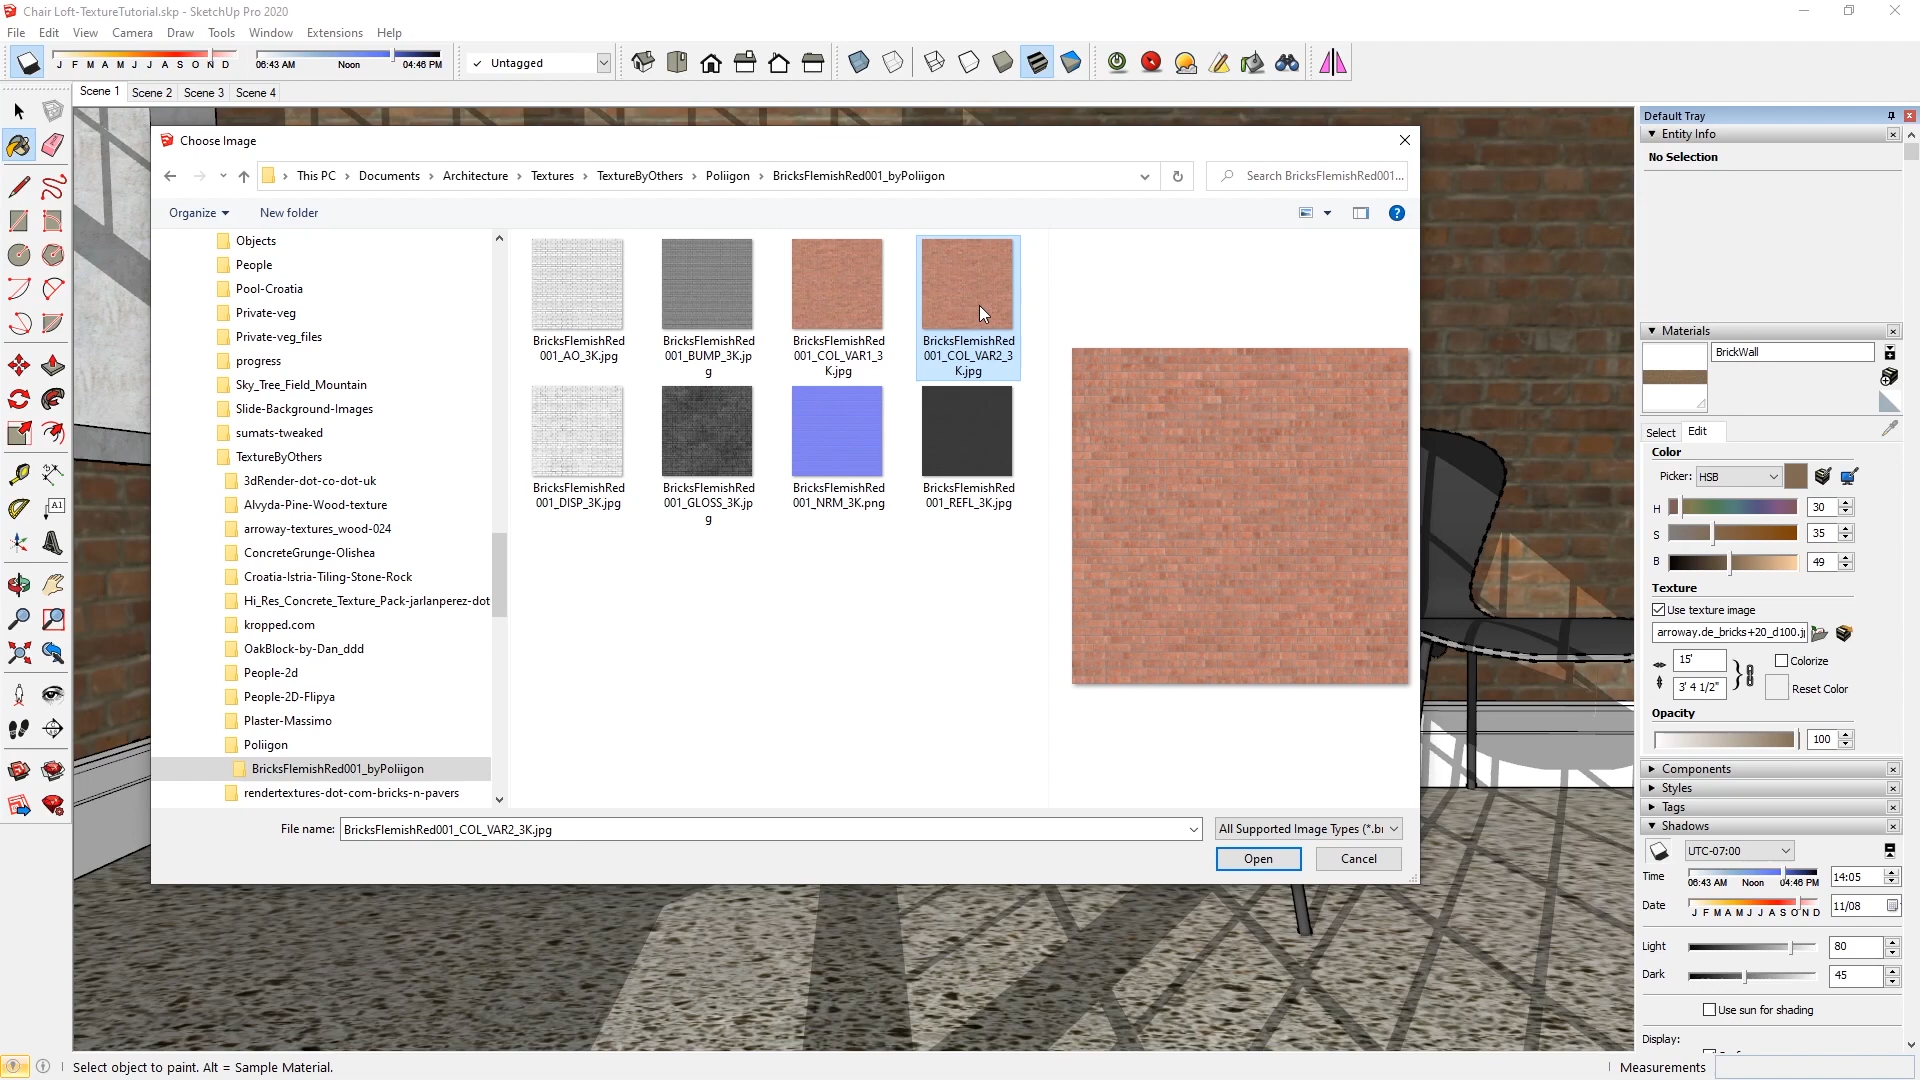 Chair Loft-TextureTutorial.skp - SketchUp Pro 2020
File Edit View Camera Draw Tools Window Extensions Help
J F M A M J J A S O N D
06:43 AM Noon 04:46 PM
✓ Untagged
Scene 1 Scene 2 Scene 3 Scene 4
Choose Image
This PC › Documents › Architecture › Textures › TextureByOthers › Poliigon › BricksFlemishRed001_byPoliigon
Search BricksFlemishRed001...
Organize
New folder
Objects
People
Pool-Croatia
Private-veg
Private-veg_files
progress
Sky_Tree_Field_Mountain
Slide-Background-Images
sumats-tweaked
TextureByOthers
3dRender-dot-co-dot-uk
Alvyda-Pine-Wood-texture
arroway-textures_wood-024
ConcreteGrunge-Olishea
Croatia-Istria-Tiling-Stone-Rock
Hi_Res_Concrete_Texture_Pack-jarlanperez-dot
kropped.com
OakBlock-by-Dan_ddd
People-2d
People-2D-Flipya
Plaster-Massimo
Poliigon
BricksFlemishRed001_byPoliigon
rendertextures-dot-com-bricks-n-pavers
BricksFlemishRed
001_AO_3K.jpg
BricksFlemishRed
001_BUMP_3K.jp
g
BricksFlemishRed
001_COL_VAR1_3
K.jpg
BricksFlemishRed
001_COL_VAR2_3
K.jpg
BricksFlemishRed
001_DISP_3K.jpg
BricksFlemishRed
001_GLOSS_3K.jp
g
BricksFlemishRed
001_NRM_3K.png
BricksFlemishRed
001_REFL_3K.jpg
File name: BricksFlemishRed001_COL_VAR2_3K.jpg
All Supported Image Types (*.br
Open
Cancel
Default Tray
Entity Info
No Selection
Materials
BrickWall
Select Edit
Color
Picker: HSB
H 30
S 35
B 49
Texture
Use texture image
arroway.de_bricks+20_d100.j
15'
3' 4 1/2"
Colorize
Reset Color
Opacity
100
Components
Styles
Tags
Shadows
UTC-07:00
Time
06:43 AM Noon 04:46 PM
14:05
Date
J F M A M J J A S O N D
11/08
Light 80
Dark 45
Use sun for shading
Display:
A1
Select object to paint. Alt = Sample Material.
Measurements